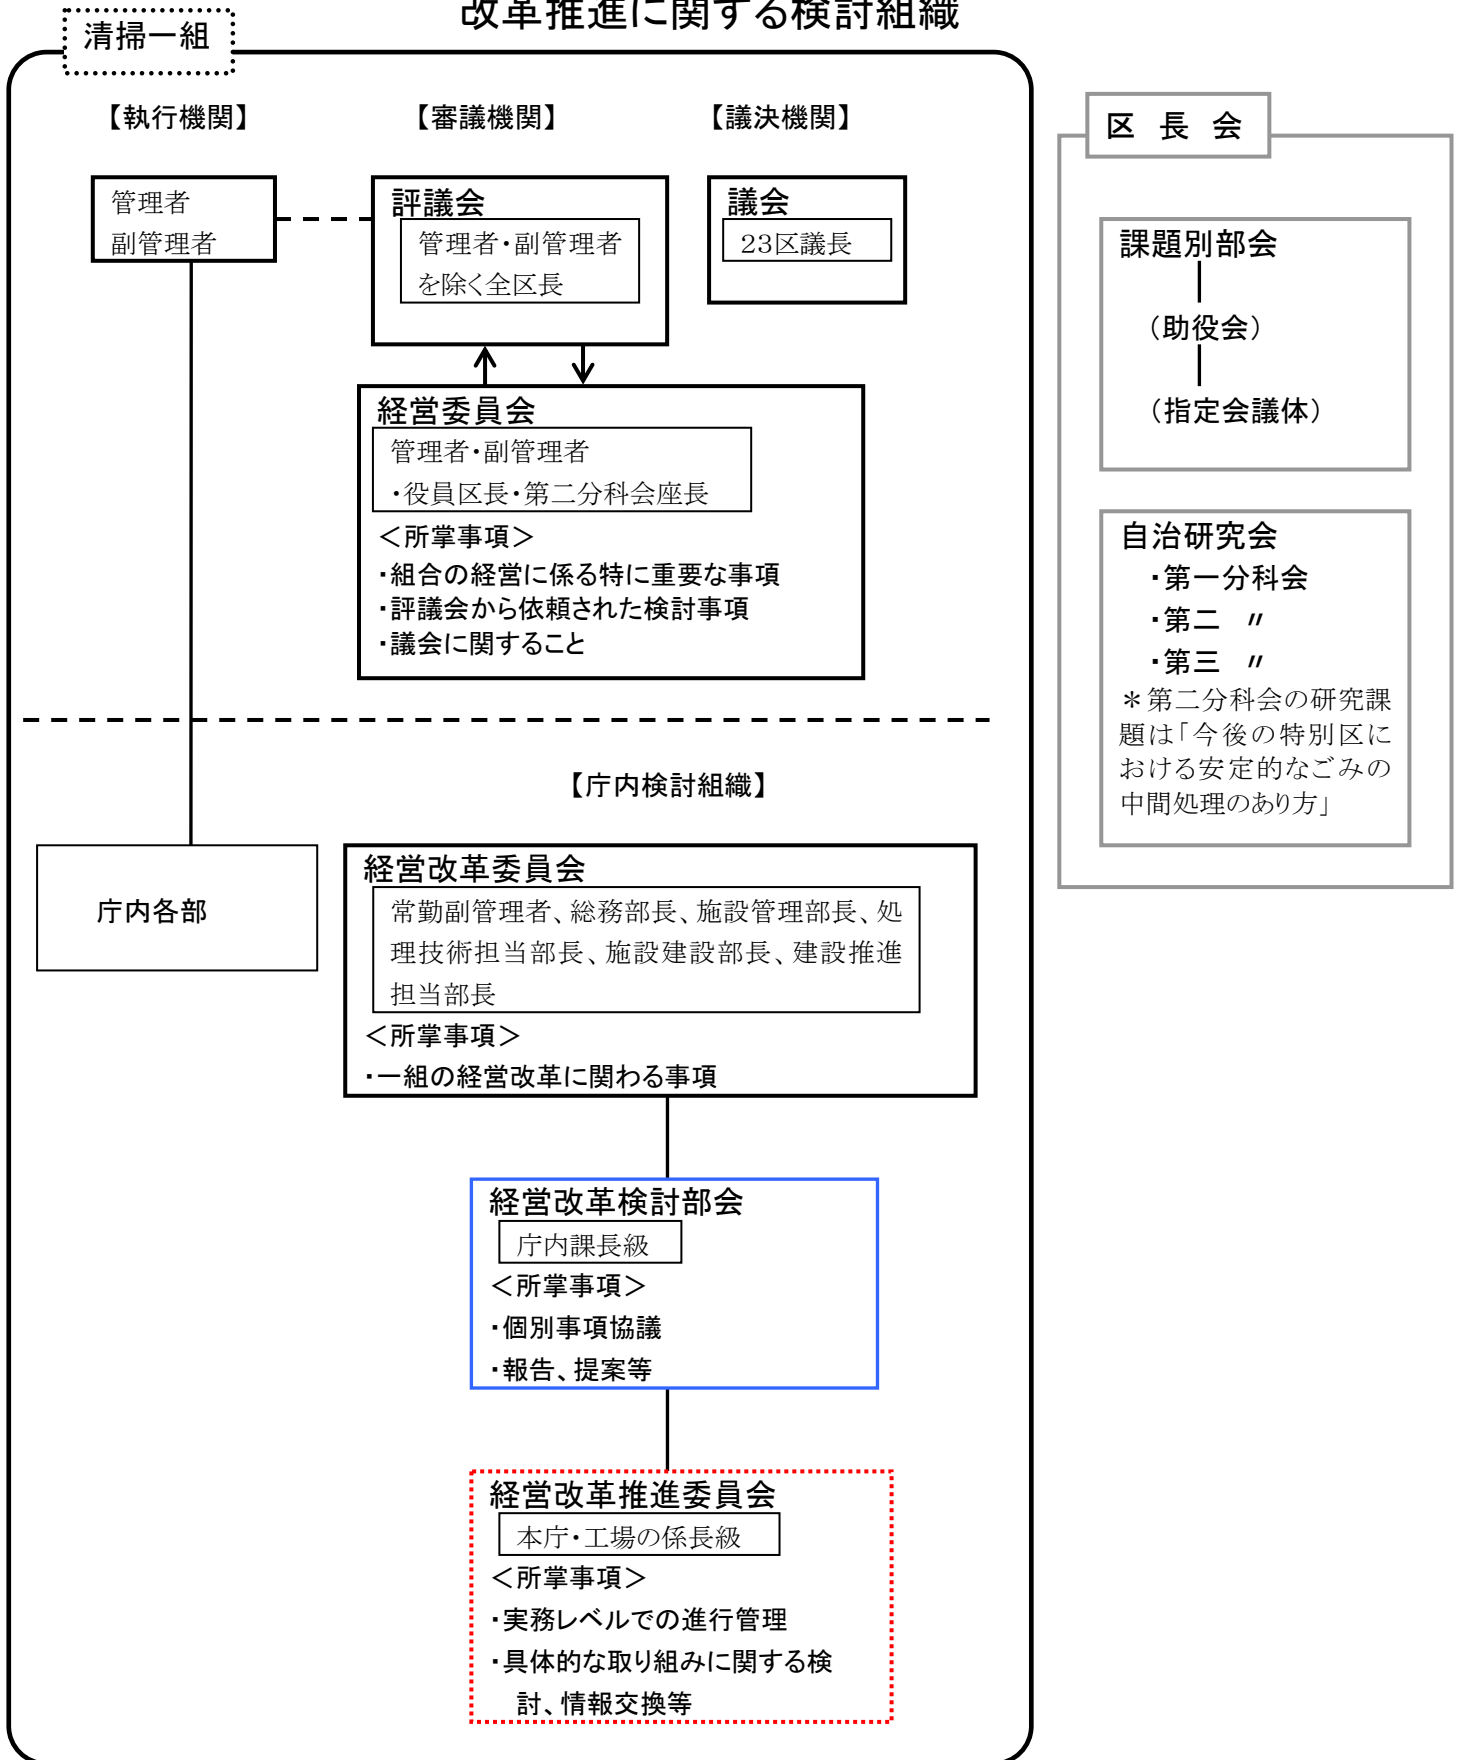 改革推進に関する検討組織
清掃一組
【執行機関】
管理者
副管理者
【審議機関】
評議会
管理者・副管理者
を除く全区長
【議決機関】
議会
23区議長
経営委員会
管理者・副管理者
・役員区長・第二分科会座長
＜所掌事項＞
・組合の経営に係る特に重要な事項
・評議会から依頼された検討事項
・議会に関すること
【庁内検討組織】
庁内各部
経営改革委員会
常勤副管理者、総務部長、施設管理部長、処
理技術担当部長、施設建設部長、建設推進
担当部長
＜所掌事項＞
・一組の経営改革に関わる事項
経営改革検討部会
庁内課長級
＜所掌事項＞
・個別事項協議
・報告、提案等
経営改革推進委員会
本庁・工場の係長級
＜所掌事項＞
・実務レベルでの進行管理
・具体的な取り組みに関する検
討、情報交換等
区　長　会
課題別部会
（助役会）
（指定会議体）
自治研究会
・第一分科会
・第二　〃
・第三　〃
＊第二分科会の研究課
題は「今後の特別区に
おける安定的なごみの
中間処理のあり方」